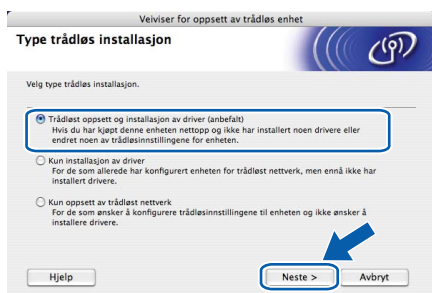 Veiviser for oppsett av trådløs enhet
Type trådløs installasjon
Velg type trådløs installasjon.
Trådløst oppsett og installasjon av driver (anbefalt)
Hvis du har kjøpt denne enheten nettopp og ikke har installert noen drivere eller
endret noen av trådløsinnstillingene for enheten.
Kun installasjon av driver
For de som allerede har konfigurert enheten for trådløst nettverk, men ennå ikke har
installert drivere.
Kun oppsett av trådløst nettverk
For de som ønsker å konfigurere trådløsinnstillingene til enheten og ikke ønsker å
installere drivere.
Hjelp
Neste >
Avbryt